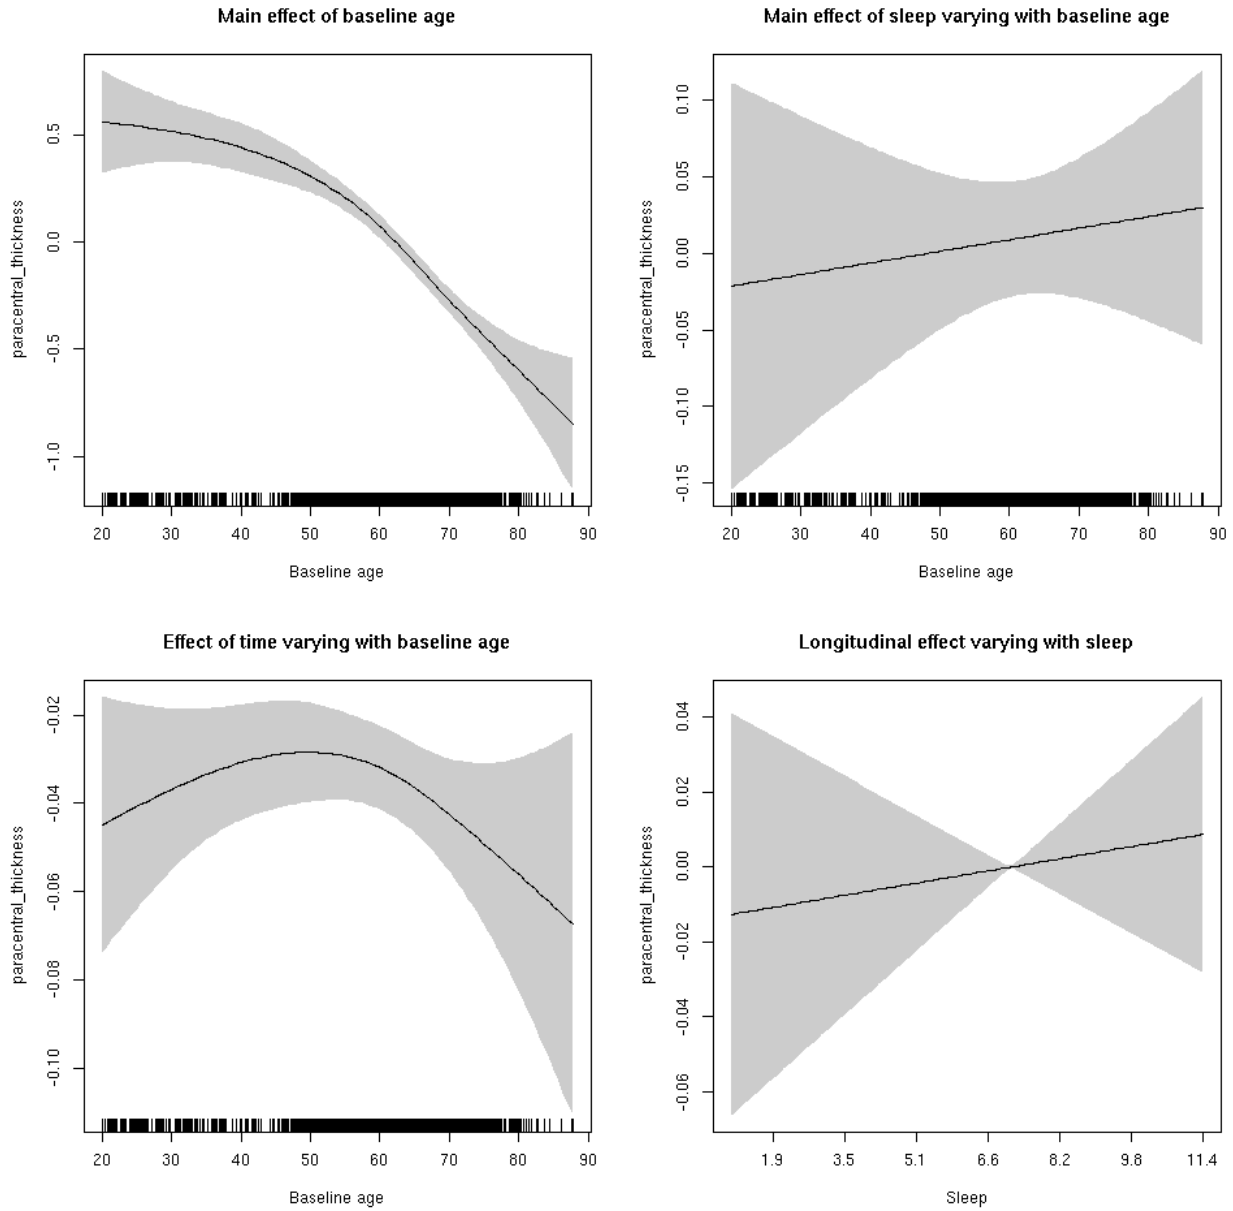 Main effect of baseline age
paracentral_thickness
0.5
0.0
-0.5
-1.0
20 30 40 50 60 70 80 90
Baseline age
Main effect of sleep varying with baseline age
paracentral_thickness
0.10
0.05
0.00
-0.05
-0.10
-0.15
20 30 40 50 60 70 80 90
Baseline age
Effect of time varying with baseline age
paracentral_thickness
-0.02
-0.04
-0.06
-0.08
-0.10
20 30 40 50 60 70 80 90
Baseline age
Longitudinal effect varying with sleep
paracentral_thickness
0.04
0.02
0.00
-0.02
-0.04
-0.06
1.9 3.5 5.1 6.6 8.2 9.8 11.4
Sleep